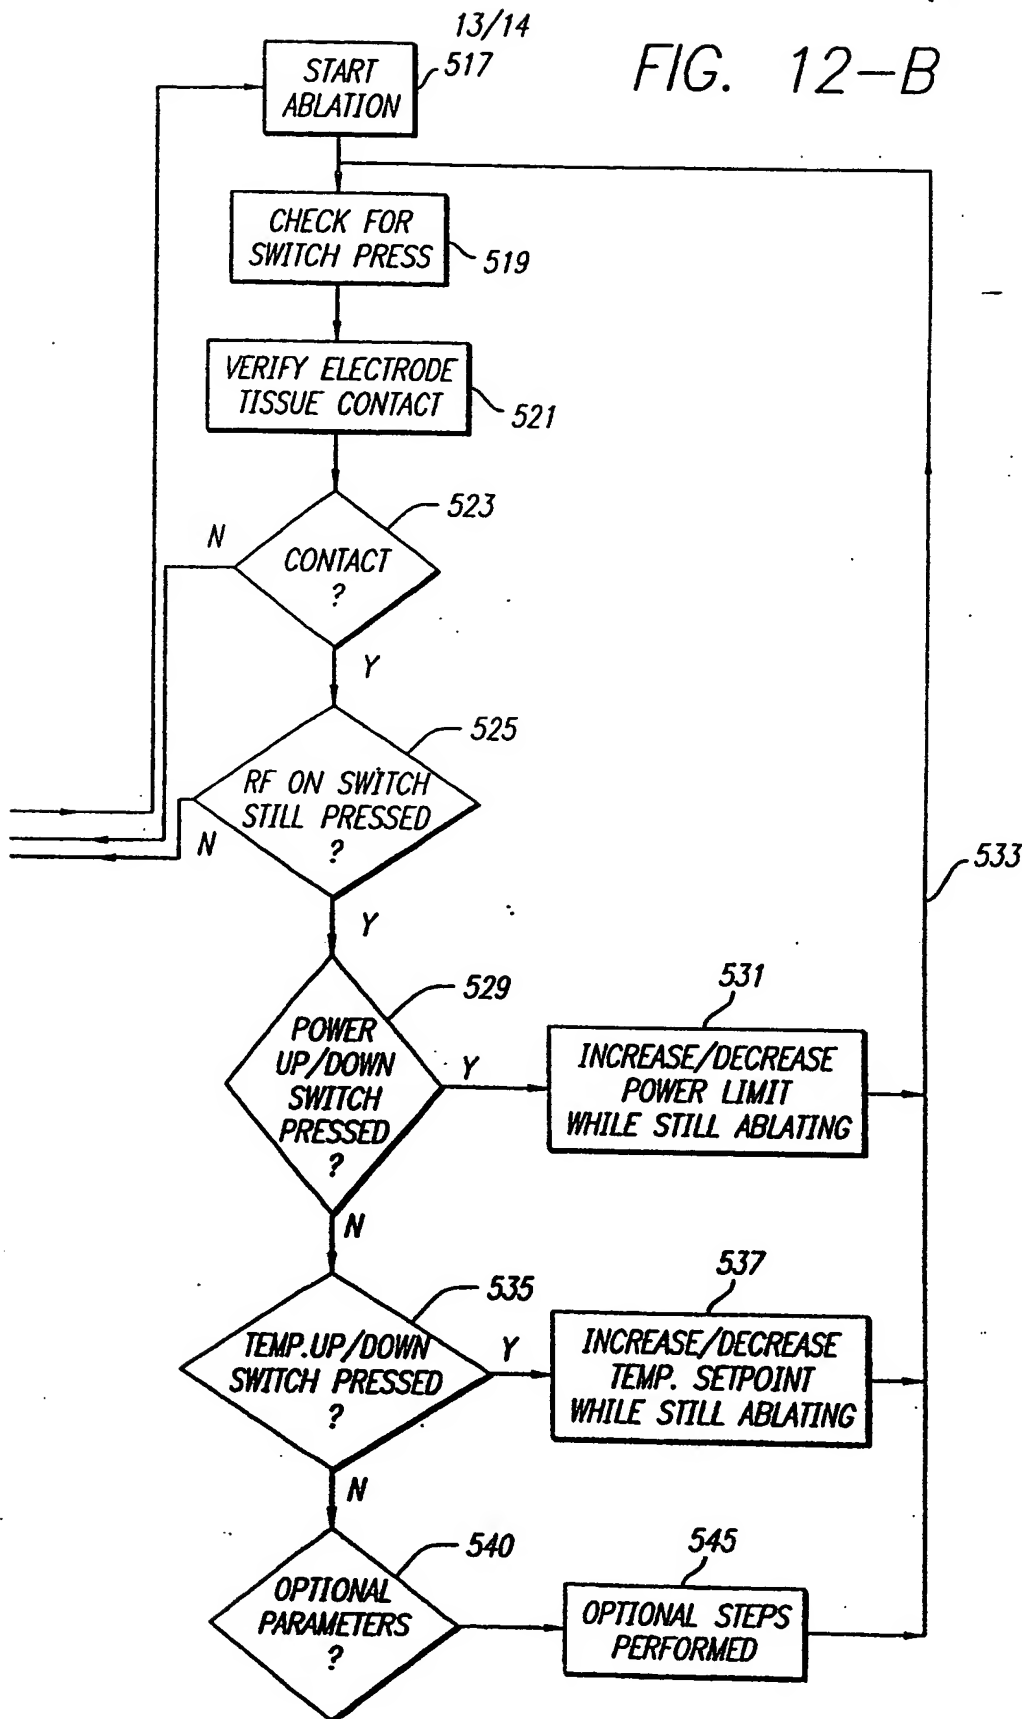 13/14
FIG. 12-B
START
ABLATION
517
CHECK FOR
SWITCH PRESS
519
VERIFY ELECTRODE
TISSUE CONTACT
521
523
N
CONTACT
?
Y
525
RF ON SWITCH
STILL PRESSED
?
N
Y
533
529
POWER
UP/DOWN
SWITCH
PRESSED
?
Y
531
INCREASE/DECREASE
POWER LIMIT
WHILE STILL ABLATING
N
535
TEMP.UP/DOWN
SWITCH PRESSED
?
Y
537
INCREASE/DECREASE
TEMP. SETPOINT
WHILE STILL ABLATING
N
540
OPTIONAL
PARAMETERS
?
545
OPTIONAL STEPS
PERFORMED